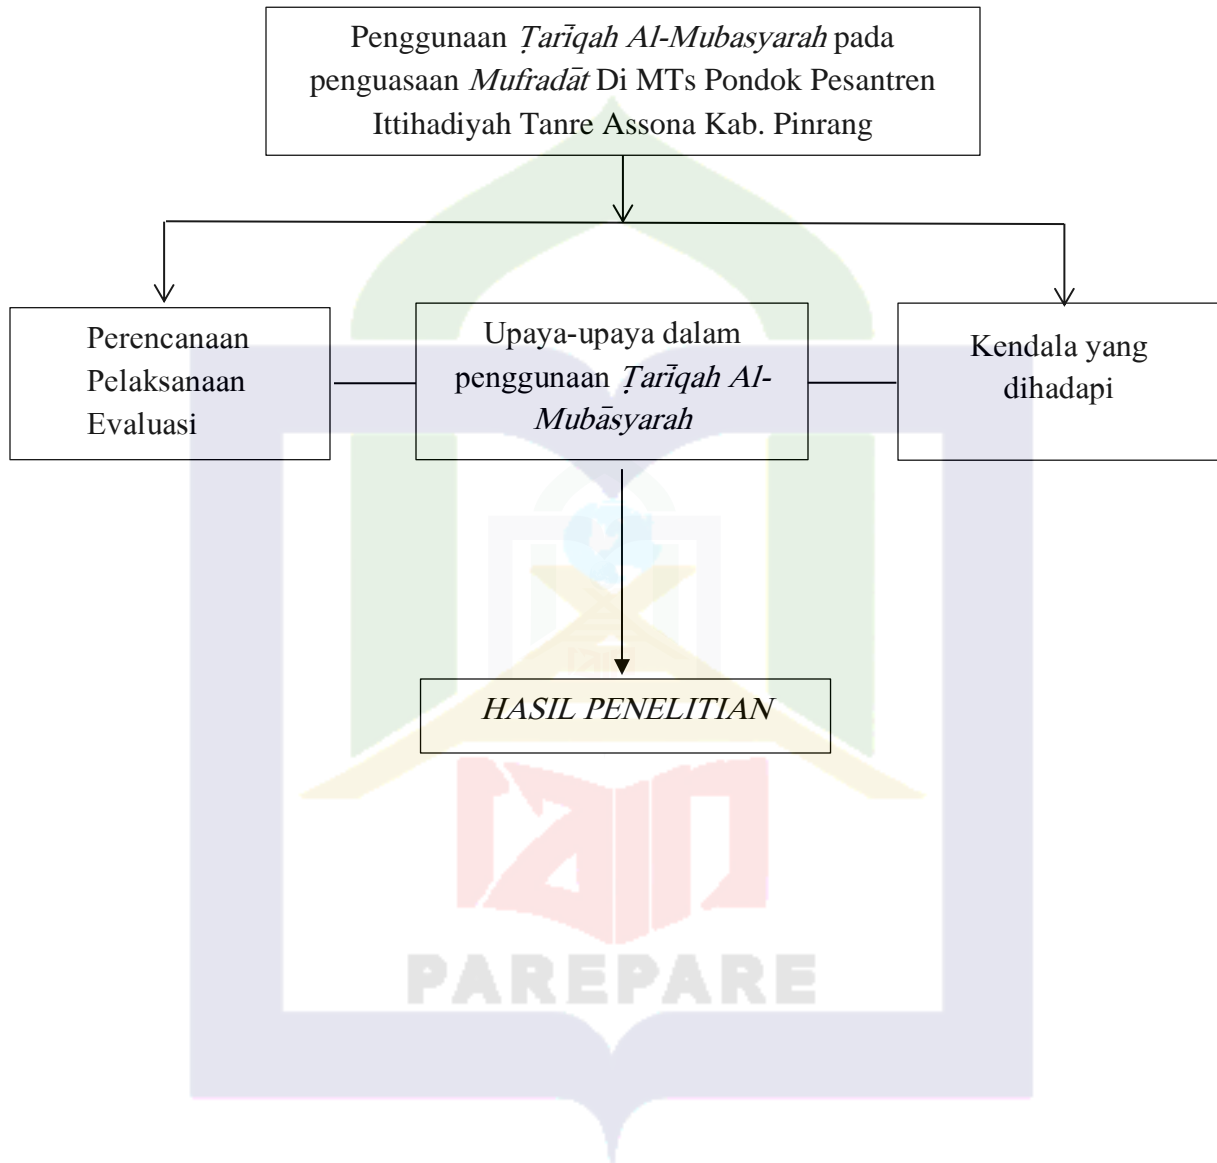 Penggunaan Ṭarīqah Al-Mubasyarah pada
penguasaan Mufradāt Di MTs Pondok Pesantren
Ittihadiyah Tanre Assona Kab. Pinrang
Perencanaan
Pelaksanaan
Evaluasi
Upaya-upaya dalam
penggunaan Ṭarīqah Al-
Mubāsyarah
Kendala yang
dihadapi
HASIL PENELITIAN
iain
PAREPARE